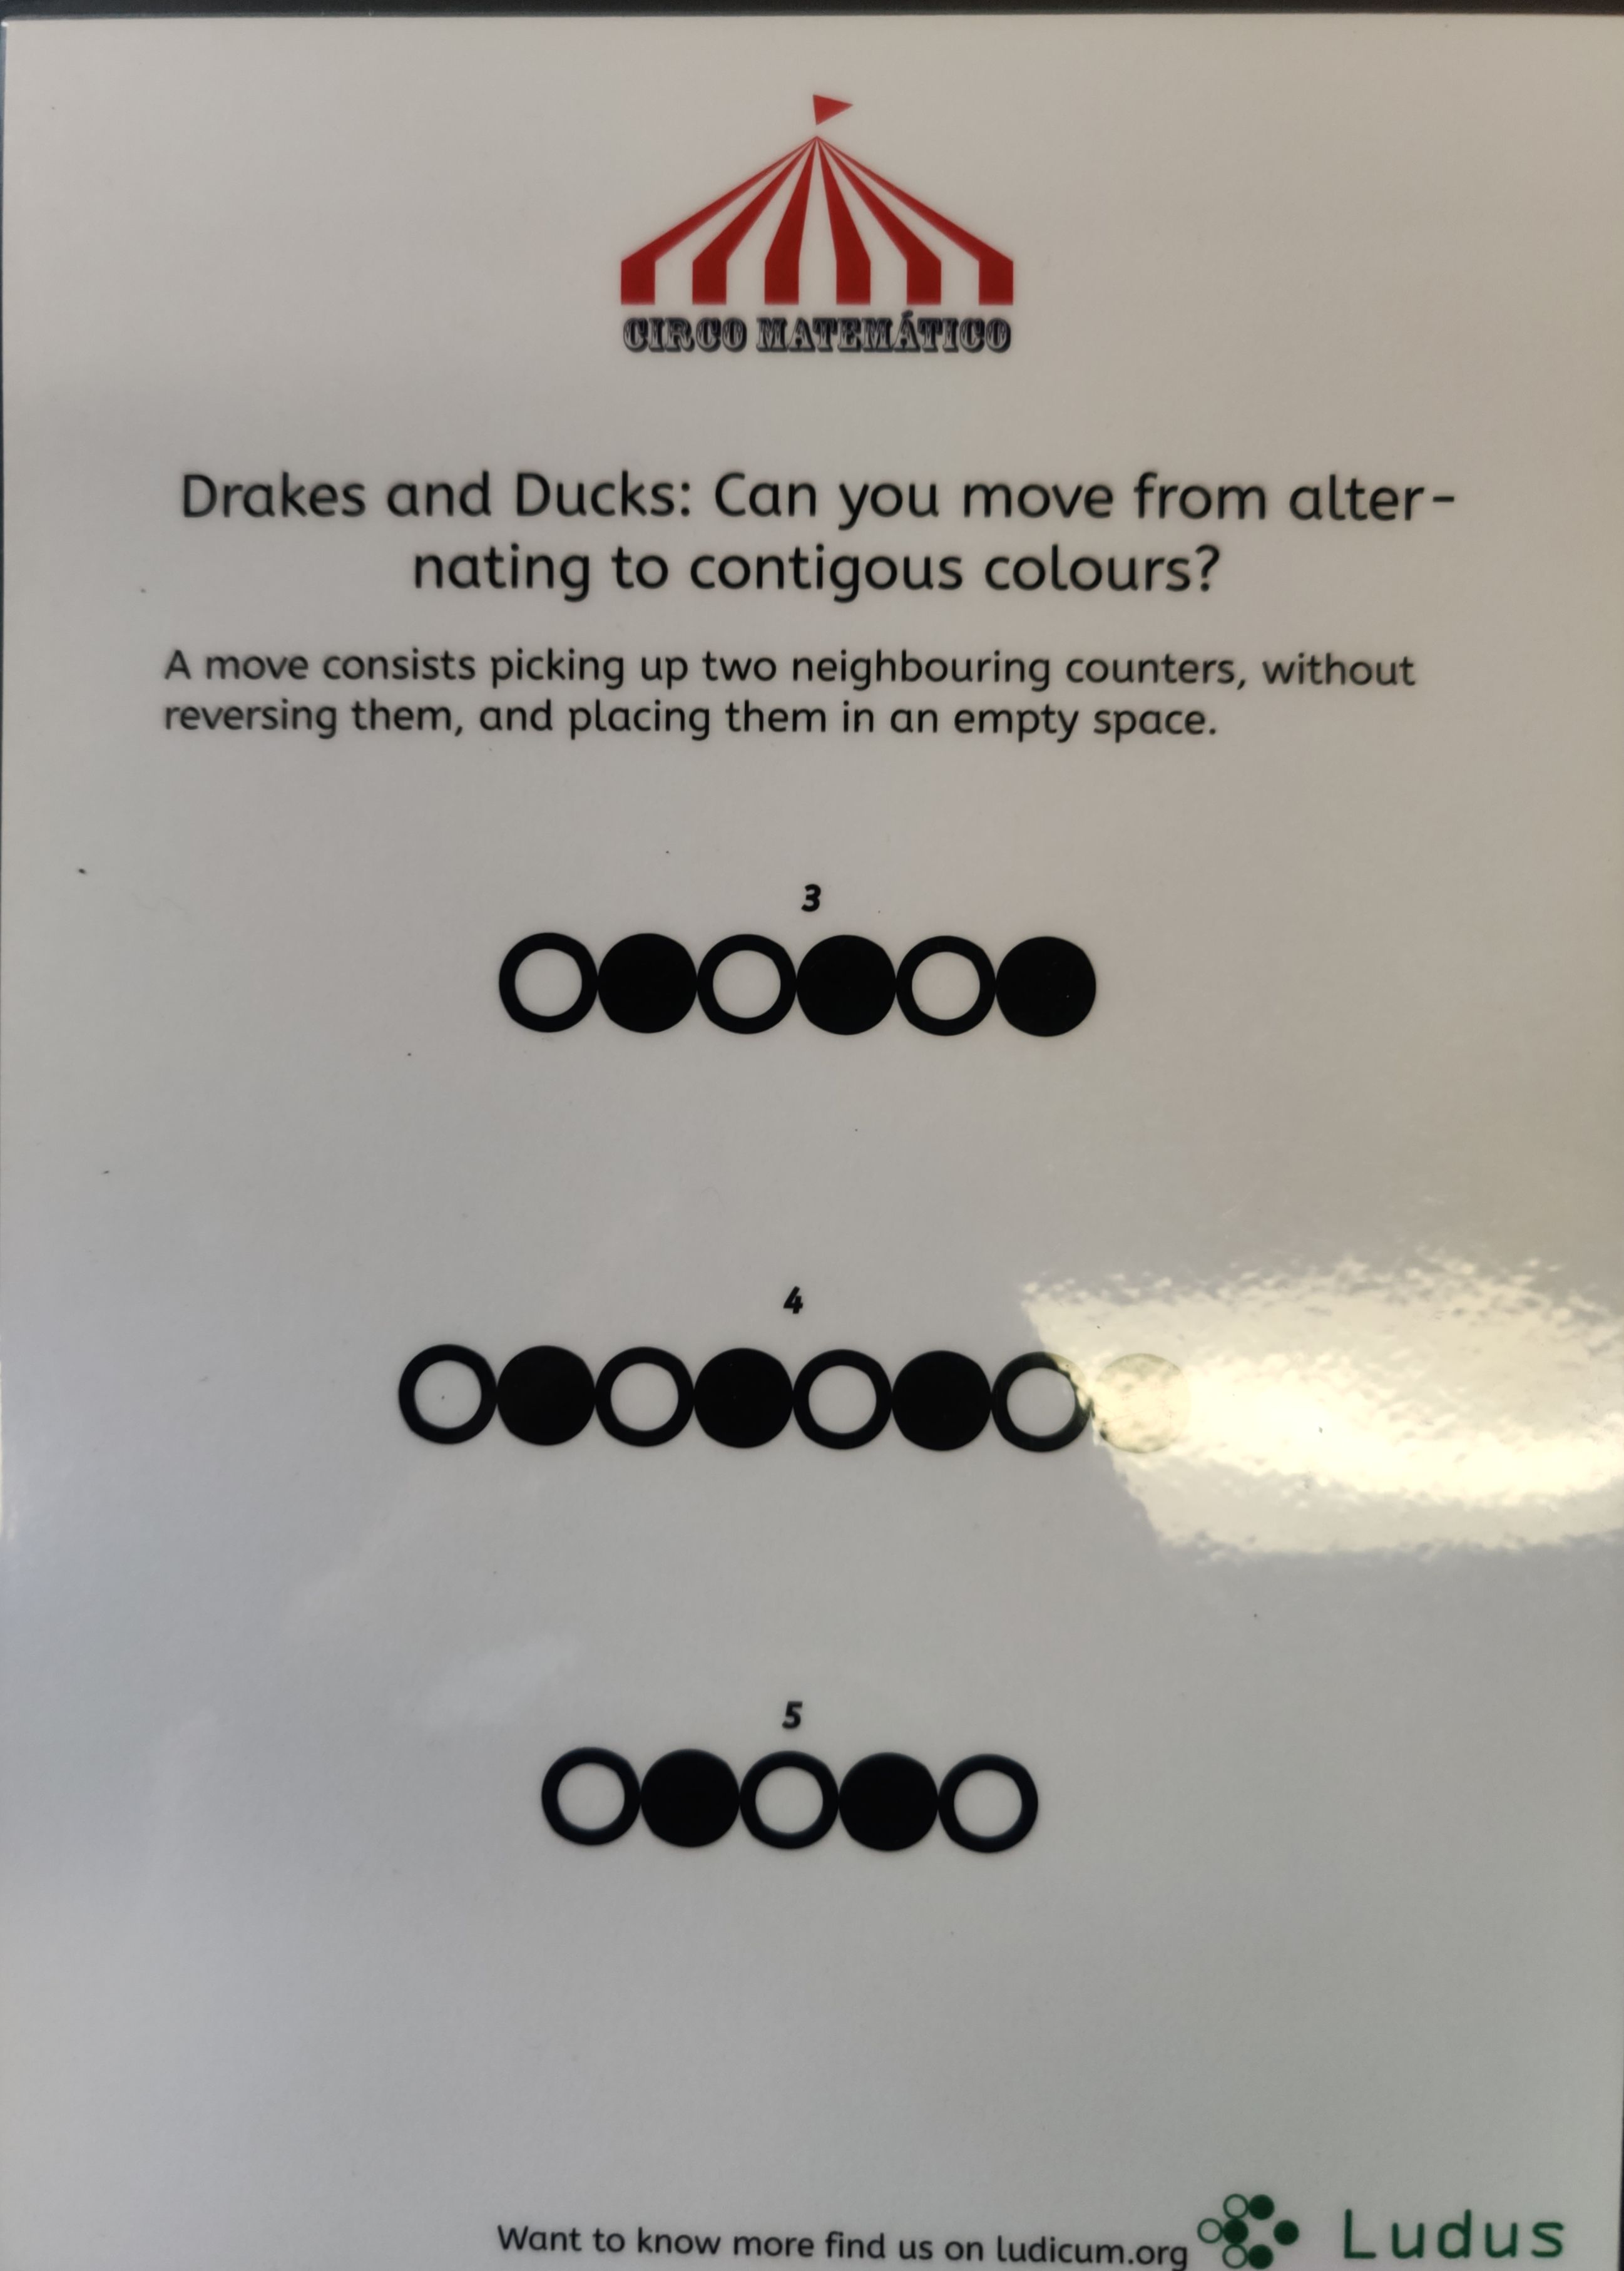 CIRCO MATEMÁTICO
Drakes and Ducks: Can you move from alter-
nating to contigous colours?
A move consists picking up two neighbouring counters, without
reversing them, and placing them in an empty space.
3
4
5
Want to know more find us on ludicum.org
Ludus